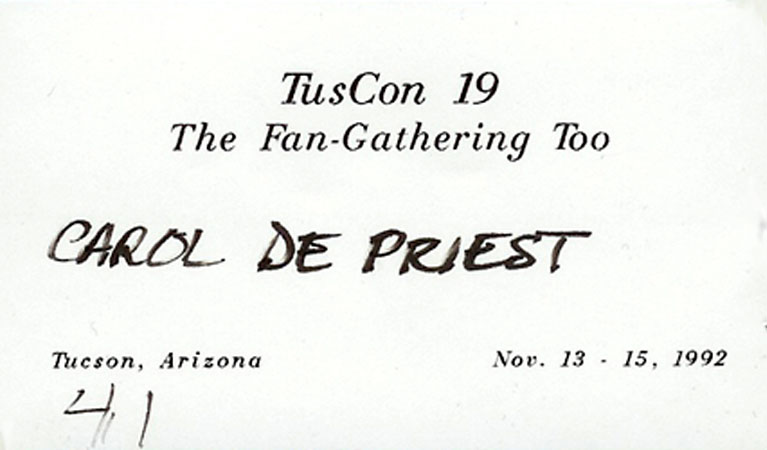 TusCon 19
The Fan-Gathering Too
CAROL DE PRIEST
Tucson, Arizona Nov. 13 - 15, 1992
41